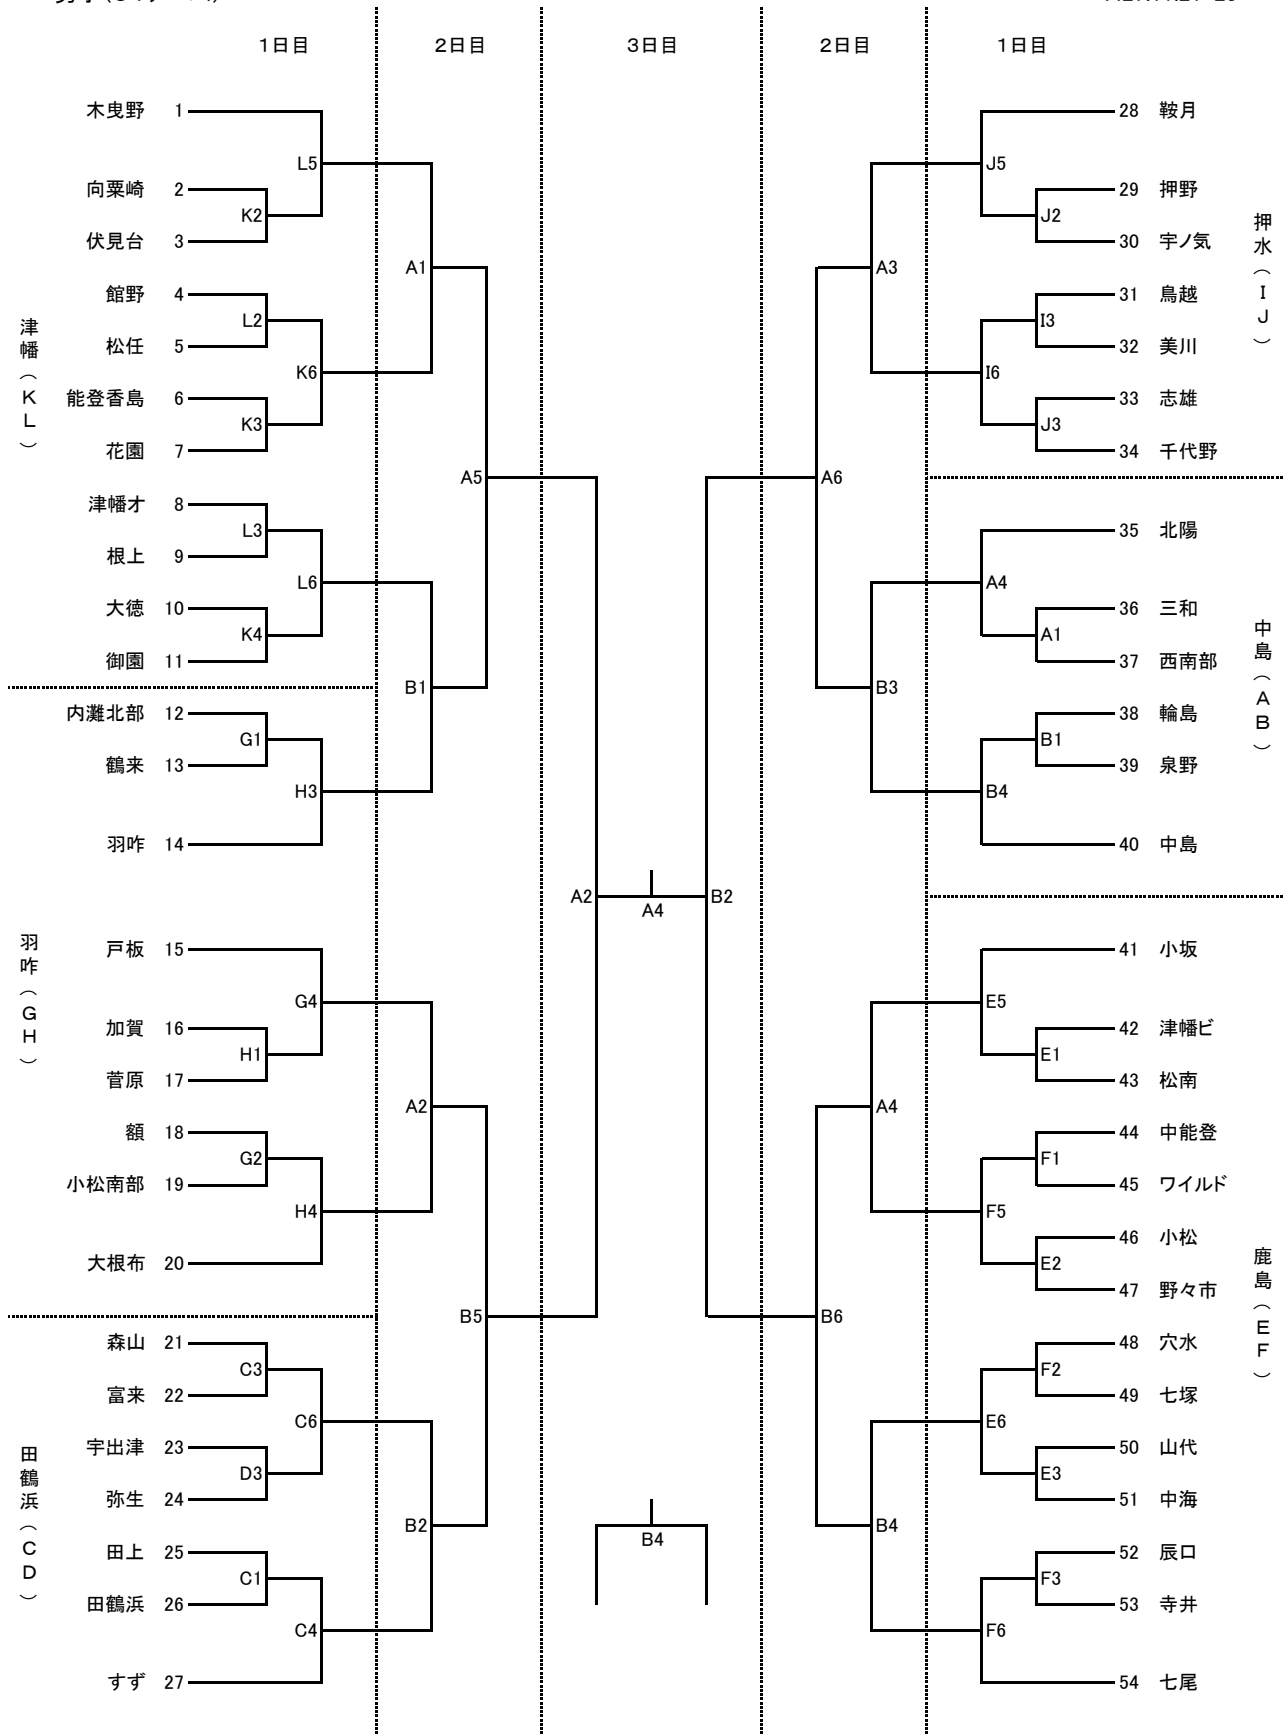 1日目 2日目 3日目 2日目 1日目
木曳野 1
L5
向粟崎 2
K2
伏見台 3
A1
館野 4
L2
松任 5
K6
能登香島 6
K3
花園 7
津幡(KL)
A5
津幡才 8
L3
根上 9
L6
大徳 10
K4
御園 11
B1
内灘北部 12
G1
鶴来 13
H3
羽咋 14
A2
戸板 15
G4
加賀 16
H1
菅原 17
羽咋(GH)
A2
額 18
G2
小松南部 19
H4
大根布 20
B5
森山 21
C3
富来 22
C6
宇出津 23
D3
弥生 24
田鶴浜(CD)
B2
田上 25
C1
田鶴浜 26
C4
すず 27
A4
B4
28 鞍月
J5
29 押野
J2
30 宇ノ気
押水(IJ)
A3
31 鳥越
I3
32 美川
I6
33 志雄
J3
34 千代野
A6
35 北陽
A4
36 三和
A1
37 西南部
中島(AB)
B3
38 輪島
B1
39 泉野
B4
40 中島
B2
41 小坂
E5
42 津幡ビ
E1
43 松南
A4
44 中能登
F1
45 ワイルド
F5
46 小松
E2
47 野々市
鹿島(EF)
B6
48 穴水
F2
49 七塚
E6
50 山代
E3
51 中海
B4
52 辰口
F3
53 寺井
F6
54 七尾